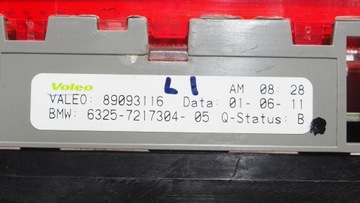 Valeo L1 AM 08:28
VALEO: 89093116 Data: 01-06-11
BMW: 6325-7217304-05 Q-Status: B